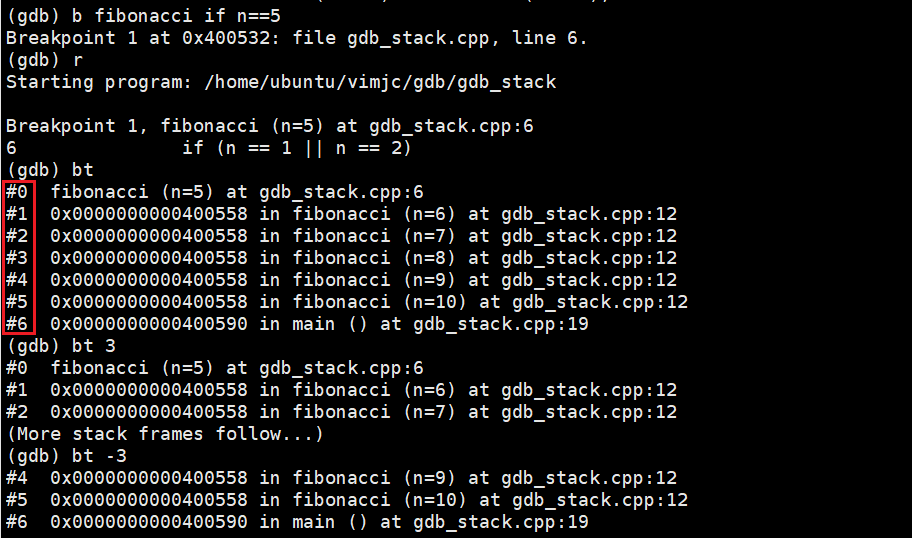 (gdb) b fibonacci if n==5
Breakpoint 1 at 0x400532: file gdb_stack.cpp, line 6.
(gdb) r
Starting program: /home/ubuntu/vimjc/gdb/gdb_stack
Breakpoint 1, fibonacci (n=5) at gdb_stack.cpp:6
6               if (n == 1 || n == 2)
(gdb) bt
#0  fibonacci (n=5) at gdb_stack.cpp:6
#1  0x0000000000400558 in fibonacci (n=6) at gdb_stack.cpp:12
#2  0x0000000000400558 in fibonacci (n=7) at gdb_stack.cpp:12
#3  0x0000000000400558 in fibonacci (n=8) at gdb_stack.cpp:12
#4  0x0000000000400558 in fibonacci (n=9) at gdb_stack.cpp:12
#5  0x0000000000400558 in fibonacci (n=10) at gdb_stack.cpp:12
#6  0x0000000000400590 in main () at gdb_stack.cpp:19
(gdb) bt 3
#0  fibonacci (n=5) at gdb_stack.cpp:6
#1  0x0000000000400558 in fibonacci (n=6) at gdb_stack.cpp:12
#2  0x0000000000400558 in fibonacci (n=7) at gdb_stack.cpp:12
(More stack frames follow...)
(gdb) bt -3
#4  0x0000000000400558 in fibonacci (n=9) at gdb_stack.cpp:12
#5  0x0000000000400558 in fibonacci (n=10) at gdb_stack.cpp:12
#6  0x0000000000400590 in main () at gdb_stack.cpp:19